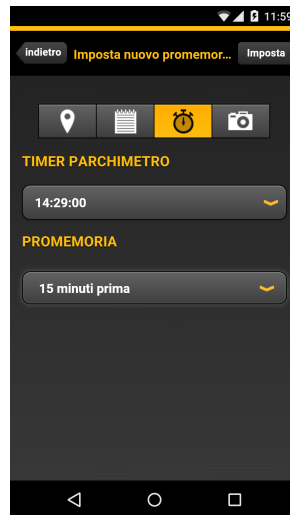 11:59
indietro
Imposta nuovo promemor...
Imposta
TIMER PARCHIMETRO
14:29:00
PROMEMORIA
15 minuti prima